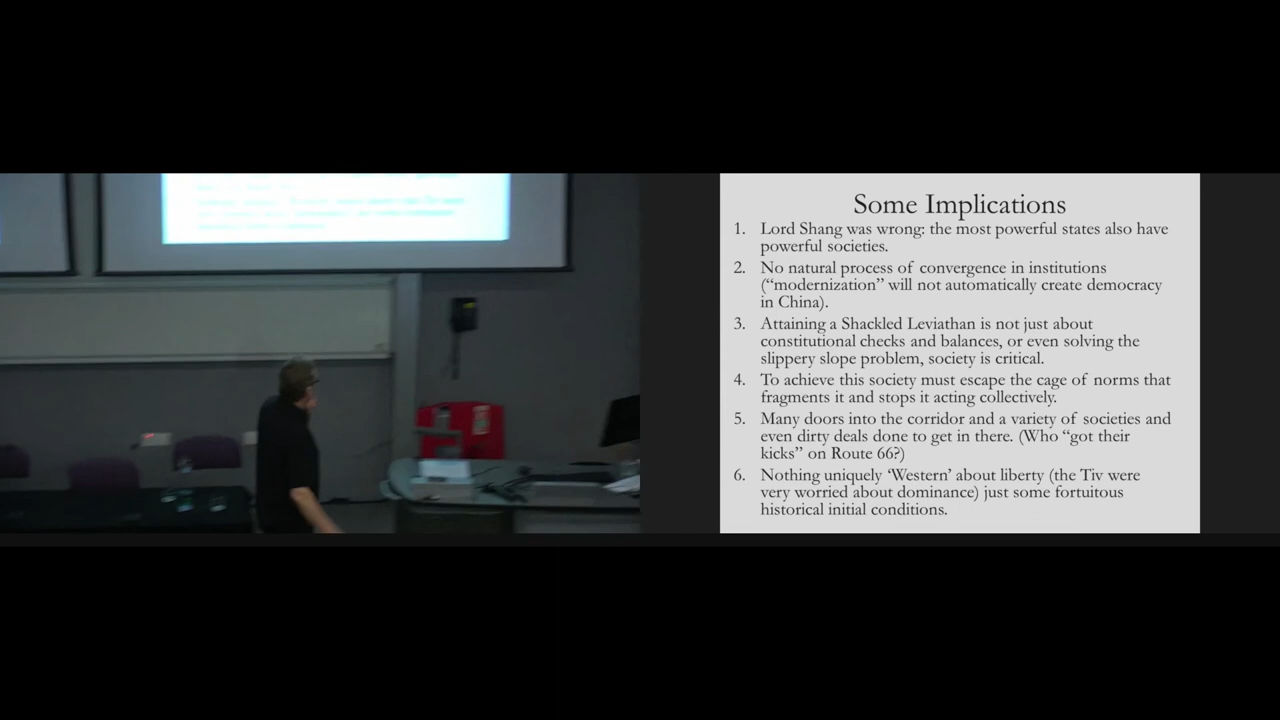 Some Implications
1. Lord Shang was wrong: the most powerful states also have
powerful societies.
2. No natural process of convergence in institutions
(“modernization” will not automatically create democracy
in China).
3. Attaining a Shackled Leviathan is not just about
constitutional checks and balances, or even solving the
slippery slope problem, society is critical.
4. To achieve this society must escape the cage of norms that
fragments it and stops it acting collectively.
5. Many doors into the corridor and a variety of societies and
even dirty deals done to get in there. (Who “got their
kicks” on Route 66?)
6. Nothing uniquely ‘Western’ about liberty (the Tiv were
very worried about dominance) just some fortuitous
historical initial conditions.